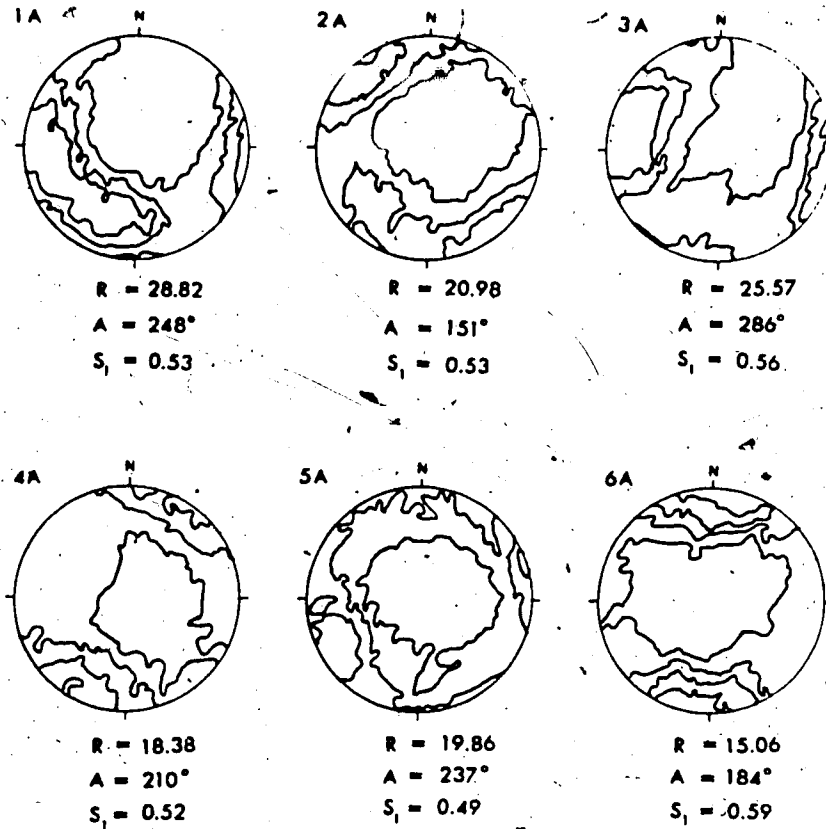 1A N
2A N
3A N
R = 28.82
A = 248°
S₁ = 0.53
R = 20.98
A = 151°
S₁ = 0.53
R = 25.57
A = 286°
S₁ = 0.56
4A N
5A N
6A N
R = 18.38
A = 210°
S₁ = 0.52
R = 19.86
A = 237°
S₁ = 0.49
R = 15.06
A = 184°
S₁ = 0.59